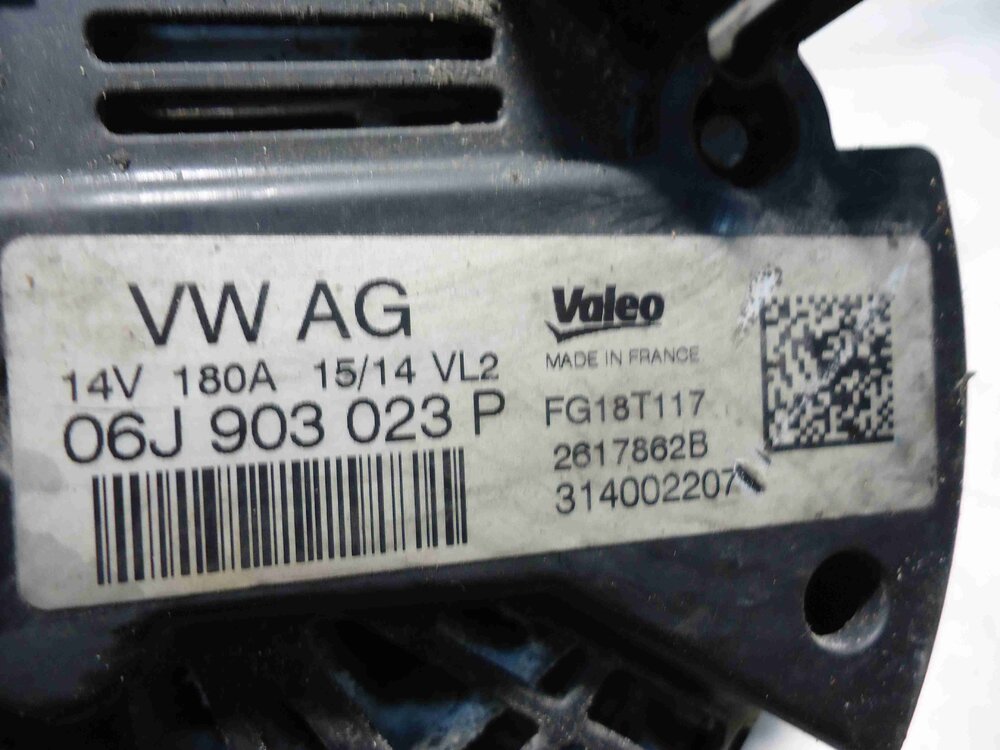 VW AG
14V 180A 15/14 VL2
06J 903 023 P
Valeo
MADE IN FRANCE
FG18T117
2617862B
314002207